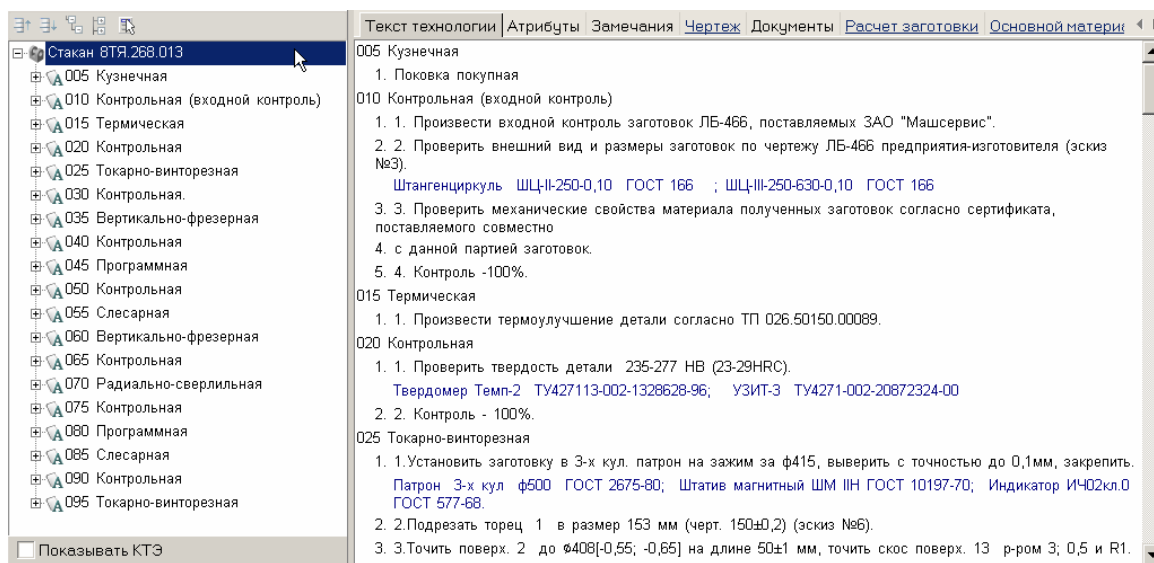 Стакан 8ТЯ.268.013
005 Кузнечная
010 Контрольная (входной контроль)
015 Термическая
020 Контрольная
025 Токарно-винторезная
030 Контрольная.
035 Вертикально-фрезерная
040 Контрольная
045 Программная
050 Контрольная
055 Слесарная
060 Вертикально-фрезерная
065 Контрольная
070 Радиально-сверлильная
075 Контрольная
080 Программная
085 Слесарная
090 Контрольная
095 Токарно-винторезная
Показывать КТЭ
Текст технологии Атрибуты Замечания Чертеж Документы Расчет заготовки Основной матери
005 Кузнечная
1. Поковка покупная
010 Контрольная (входной контроль)
1. 1. Произвести входной контроль заготовок ЛБ-466, поставляемых ЗАО "Машсервис".
2. 2. Проверить внешний вид и размеры заготовок по чертежу ЛБ-466 предприятия-изготовителя (эскиз
№3).
Штангенциркуль ШЦ-II-250-0,10 ГОСТ 166 ; ШЦ-III-250-630-0,10 ГОСТ 166
3. 3. Проверить механические свойства материала полученных заготовок согласно сертификата,
поставляемого совместно
4. с данной партией заготовок.
5. 4. Контроль -100%.
015 Термическая
1. 1. Произвести термоулучшение детали согласно ТП 026.50150.00089.
020 Контрольная
1. 1. Проверить твердость детали 235-277 НВ (23-29HRC).
Твердомер Темп-2 ТУ427113-002-1328628-96; УЗИТ-3 ТУ4271-002-20872324-00
2. 2. Контроль - 100%.
025 Токарно-винторезная
1. 1.Установить заготовку в 3-х кул. патрон на зажим за ф415, выверить с точностью до 0,1мм, закрепить.
Патрон 3-х кул ф500 ГОСТ 2675-80; Штатив магнитный ШМ IIН ГОСТ 10197-70; Индикатор ИЧ02кл.0
ГОСТ 577-68.
2. 2.Подрезать торец 1 в размер 153 мм (черт. 150±0,2) (эскиз №6).
3. 3.Точить поверх. 2 до ø408[-0,55; -0,65] на длине 50±1 мм, точить скос поверх. 13 р-ром 3; 0,5 и R1.